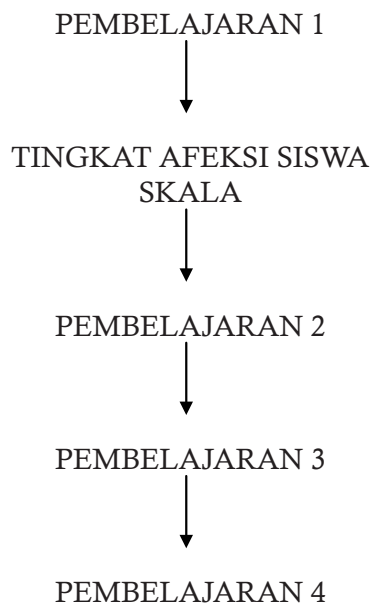 PEMBELAJARAN 1
TINGKAT AFEKSI SISWA
SKALA
PEMBELAJARAN 2
PEMBELAJARAN 3
PEMBELAJARAN 4